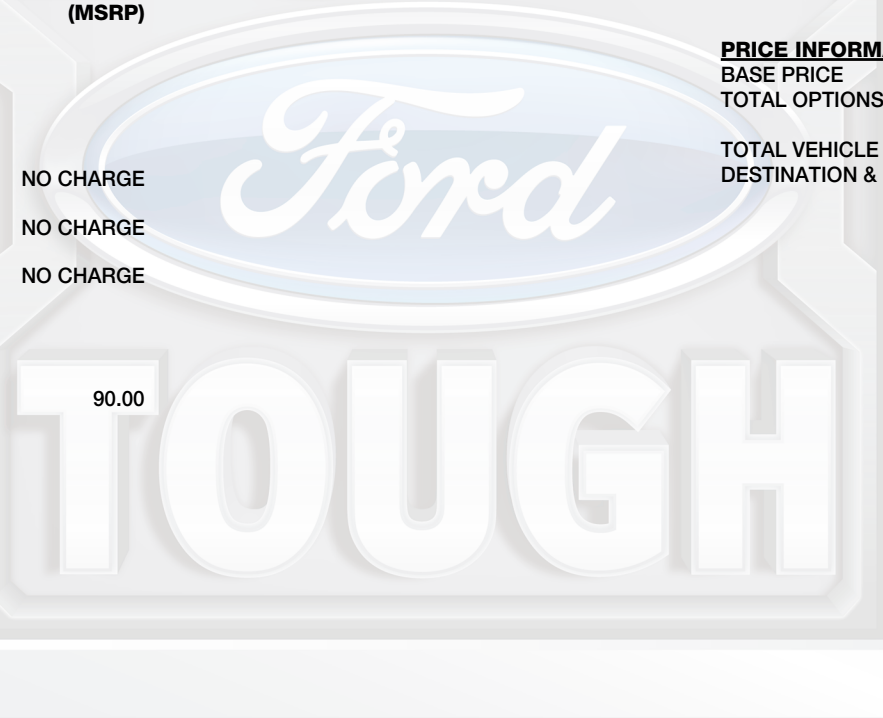 (MSRP)
NO CHARGE
NO CHARGE
NO CHARGE
90.00
PRICE INFORM
BASE PRICE
TOTAL OPTIONS
TOTAL VEHICLE
DESTINATION &
Ford
TOUGH